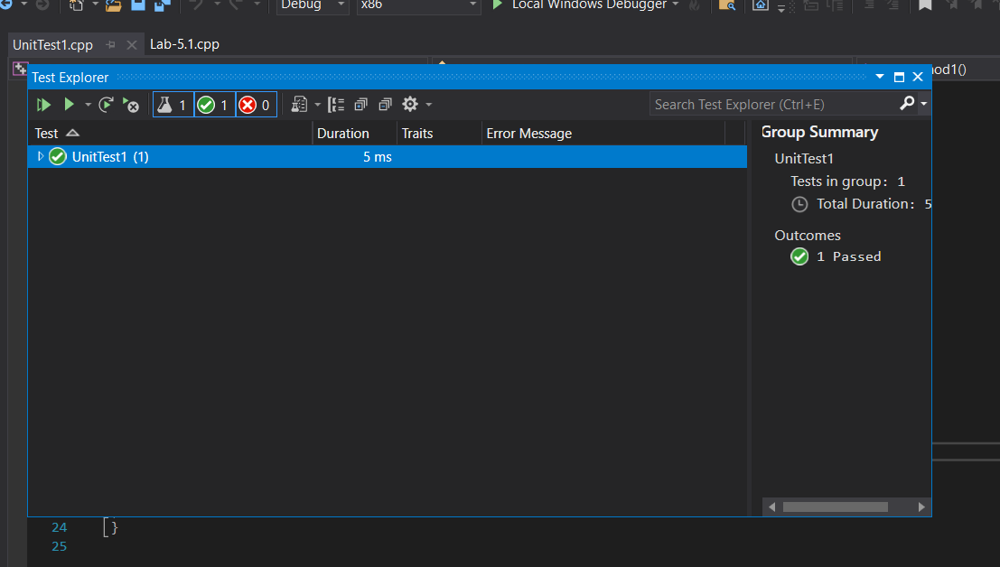 Debug x86 Local Windows Debugger
UnitTest1.cpp Lab-5.1.cpp
od1()
Test Explorer
1 1 0 Search Test Explorer (Ctrl+E)
Test Duration Traits Error Message
UnitTest1 (1) 5 ms
Group Summary
UnitTest1
Tests in group: 1
Total Duration: 5
Outcomes
1 Passed
24 }
25